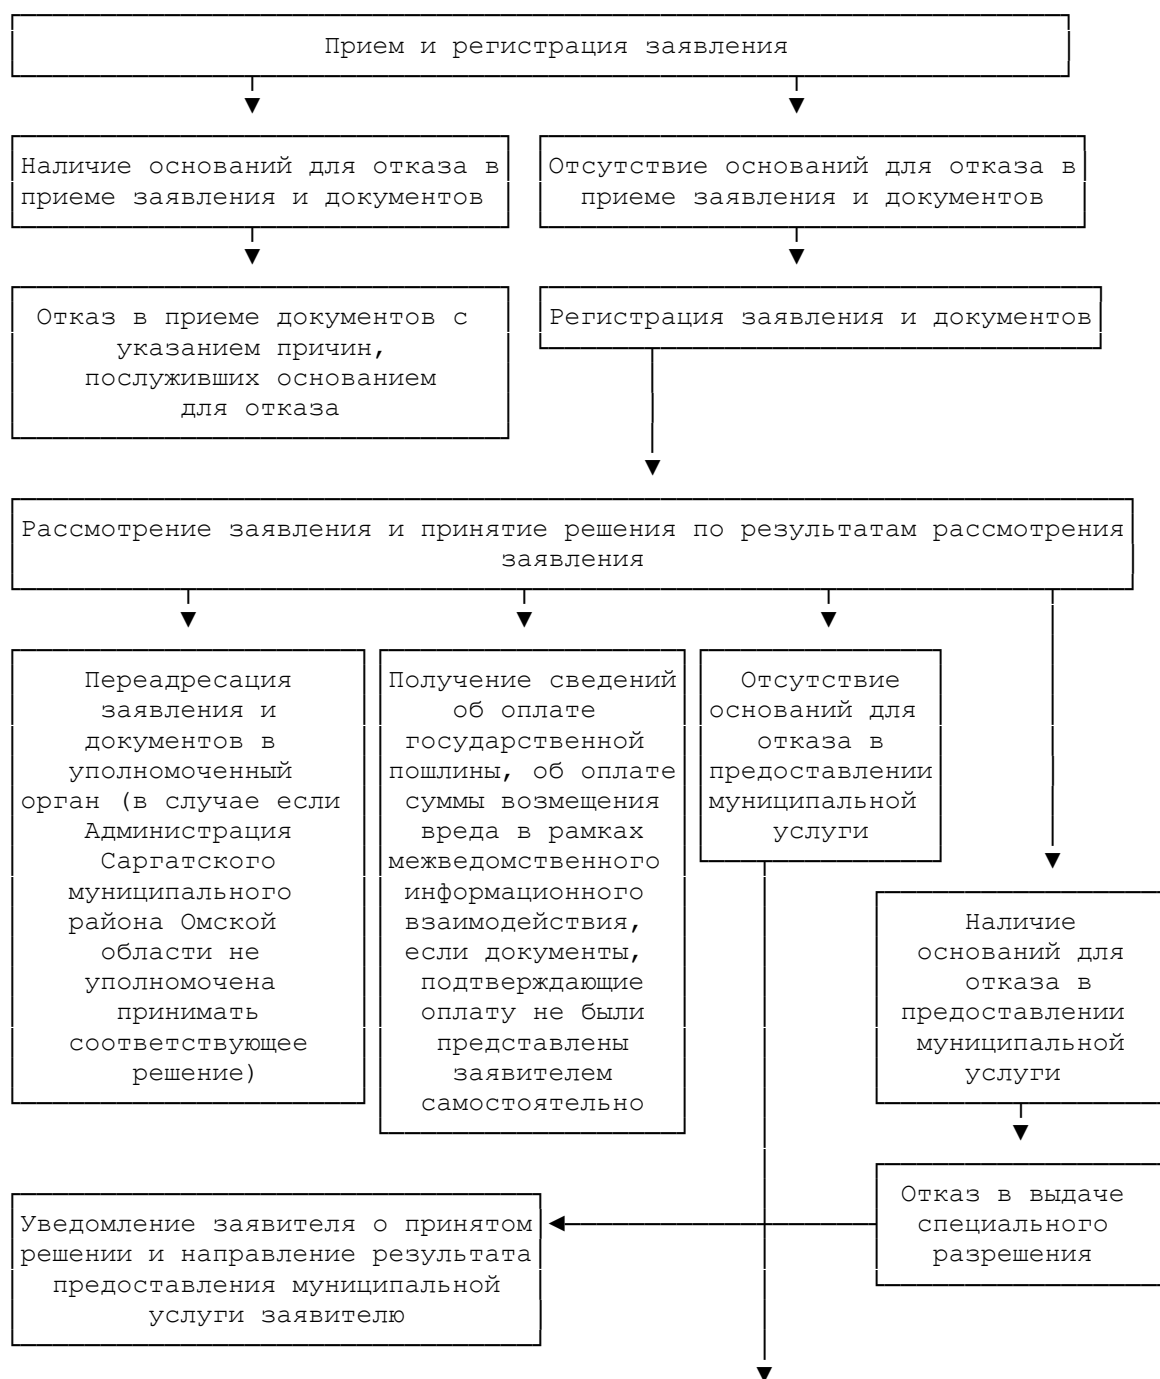 Прием и регистрация заявления
Наличие оснований для отказа в
приеме заявления и документов
Отсутствие оснований для отказа в
приеме заявления и документов
Отказ в приеме документов с
указанием причин,
послуживших основанием
для отказа
Регистрация заявления и документов
Рассмотрение заявления и принятие решения по результатам рассмотрения
заявления
Переадресация
заявления и
документов в
уполномоченный
орган (в случае если
Администрация
Саргатского
муниципального
района Омской
области не
уполномочена
принимать
соответствующее
решение)
Получение сведений
об оплате
государственной
пошлины, об оплате
суммы возмещения
вреда в рамках
межведомственного
информационного
взаимодействия,
если документы,
подтверждающие
оплату не были
представлены
заявителем
самостоятельно
Отсутствие
оснований для
отказа в
предоставлении
муниципальной
услуги
Наличие
оснований для
отказа в
предоставлении
муниципальной
услуги
Отказ в выдаче
специального
разрешения
Уведомление заявителя о принятом
решении и направление результата
предоставления муниципальной
услуги заявителю